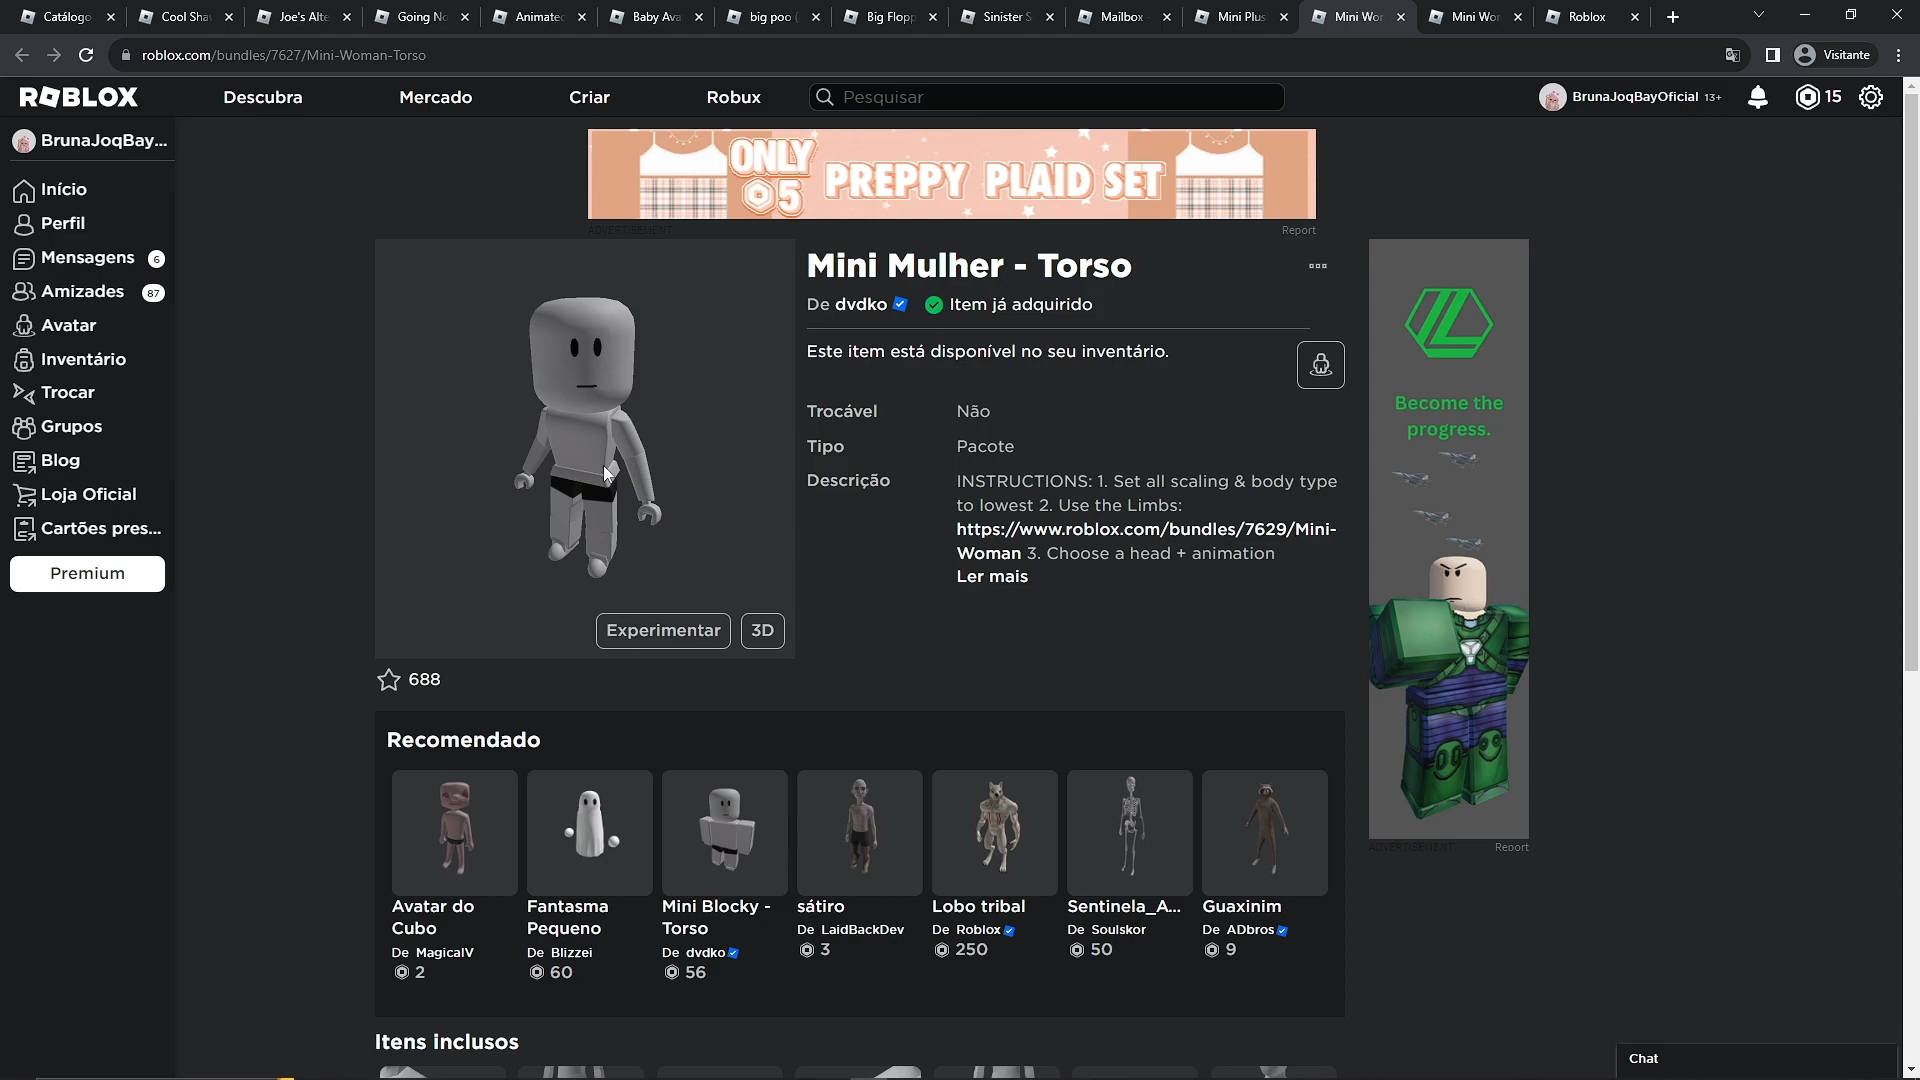 Catálogo
Cool Sha
Joe's Alte
Going No
Animated
Baby Ava
big poo (
Big Flopp
Sinister S
Mailbox -
Mini Plus
Mini Wor
Mini Wor
Roblox
roblox.com/bundles/7627/Mini-Woman-Torso
Visitante
ROBLOX
Descubra
Mercado
Criar
Robux
Pesquisar
BrunaJoqBayOficial 13+
15
BrunaJoqBay...
Início
Perfil
Mensagens 6
Amizades 87
Avatar
Inventário
Trocar
Grupos
Blog
Loja Oficial
Cartões pres...
Premium
ONLY
5
PREPPY PLAID SET
ADVERTISEMENT
Report
Mini Mulher - Torso
De dvdko
Item já adquirido
Este item está disponível no seu inventário.
Trocável Não
Tipo Pacote
Descrição INSTRUCTIONS: 1. Set all scaling & body type
to lowest 2. Use the Limbs:
https://www.roblox.com/bundles/7629/Mini-
Woman 3. Choose a head + animation
Ler mais
Experimentar
3D
688
Become the
progress.
ADVERTISEMENT
Report
Recomendado
Avatar do
Cubo
De MagicalV
2
Fantasma
Pequeno
De Blizzei
60
Mini Blocky -
Torso
De dvdko
56
sátiro
De LaidBackDev
3
Lobo tribal
De Roblox
250
Sentinela_A...
De Soulskor
50
Guaxinim
De ADbros
9
Itens inclusos
Chat